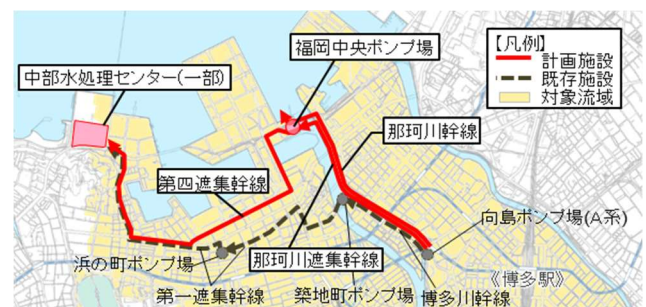 【凡例】
計画施設
既存施設
対象流域
福岡中央ポンプ場
中部水処理センター(一部)
那珂川幹線
第四遮集幹線
向島ポンプ場(A系)
浜の町ポンプ場
那珂川遮集幹線
《博多駅》
第一遮集幹線
築地町ポンプ場
博多川幹線